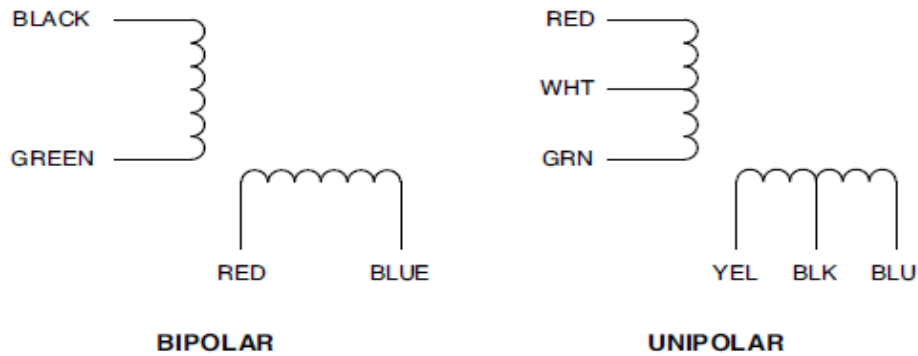 BLACK
GREEN
RED BLUE
BIPOLAR
RED
WHT
GRN
YEL BLK BLU
UNIPOLAR